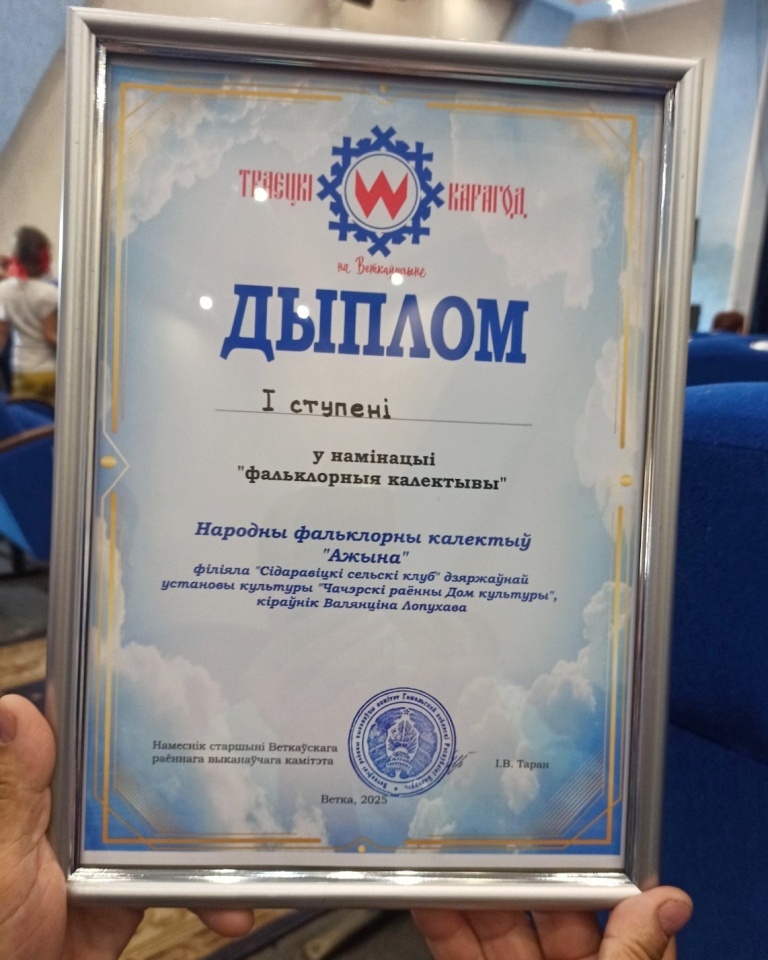 ТРАЕЦКІ КАРАГОД
на Веткаўшчыне
ДЫПЛОМ
І ступені
у намінацыі
"фальклорныя калектывы"
Народны фальклорны калектыў
"Ажына"
філіяла "Сідаравіцкі сельскі клуб" дзяржаўнай
установы культуры "Чачэрскі раённы Дом культуры",
кіраўнік Валянціна Лопухава
Намеснік старшыні Веткаўскага
раённага выканаўчага камітэта
І.В. Таран
Ветка, 2025